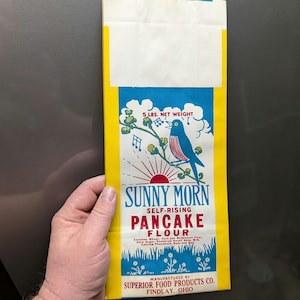 5 LBS. NET WEIGHT
SUNNY MORN
SELF-RISING
PANCAKE
FLOUR
MANUFACTURED BY
SUPERIOR FOOD PRODUCTS CO.
FINDLAY, OHIO